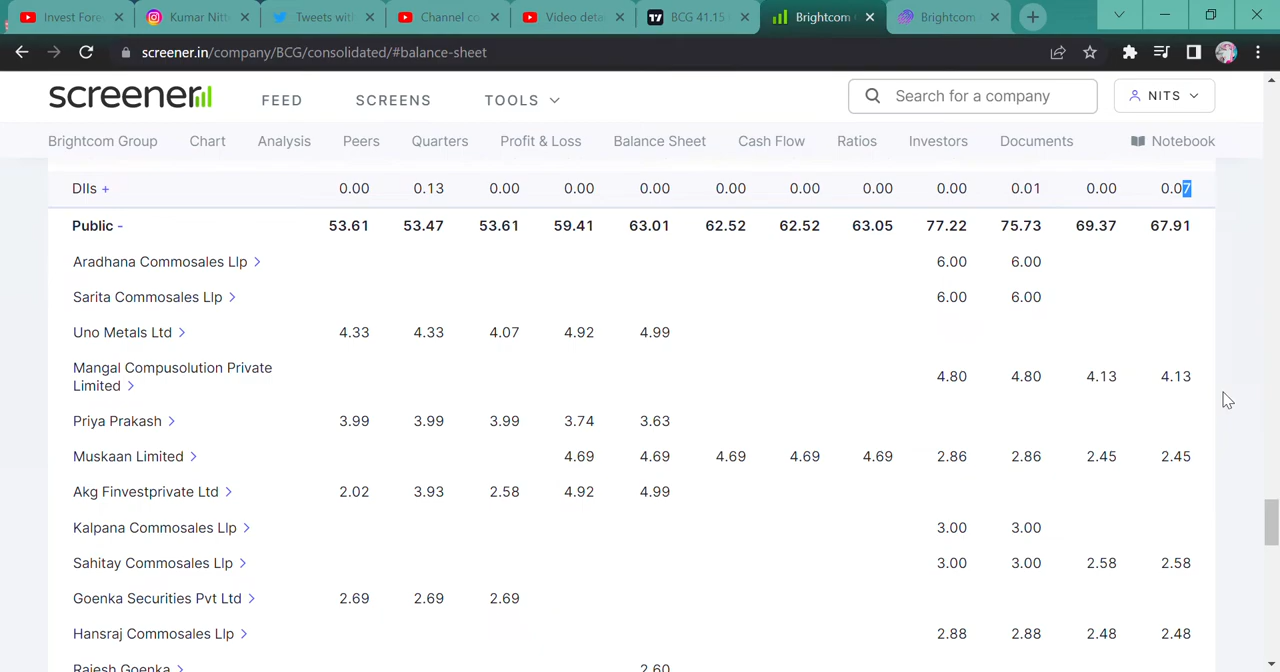 Invest Fore
Kumar Nitt
Tweets wit
Channel co
Video deta
BCG 41.15
Brightcom
Brightcom
screener.in/company/BCG/consolidated/#balance-sheet
screener FEED SCREENS TOOLS Search for a company NITS
Brightcom Group Chart Analysis Peers Quarters Profit & Loss Balance Sheet Cash Flow Ratios Investors Documents Notebook
DIIs + 0.00 0.13 0.00 0.00 0.00 0.00 0.00 0.00 0.00 0.01 0.00 0.07
Public - 53.61 53.47 53.61 59.41 63.01 62.52 62.52 63.05 77.22 75.73 69.37 67.91
Aradhana Commosales Llp > 6.00 6.00
Sarita Commosales Llp > 6.00 6.00
Uno Metals Ltd > 4.33 4.33 4.07 4.92 4.99
Mangal Compusolution Private
Limited > 4.80 4.80 4.13 4.13
Priya Prakash > 3.99 3.99 3.99 3.74 3.63
Muskaan Limited > 4.69 4.69 4.69 4.69 4.69 2.86 2.86 2.45 2.45
Akg Finvestprivate Ltd > 2.02 3.93 2.58 4.92 4.99
Kalpana Commosales Llp > 3.00 3.00
Sahitay Commosales Llp > 3.00 3.00 2.58 2.58
Goenka Securities Pvt Ltd > 2.69 2.69 2.69
Hansraj Commosales Llp > 2.88 2.88 2.48 2.48
Rajesh Goenka > 2.60